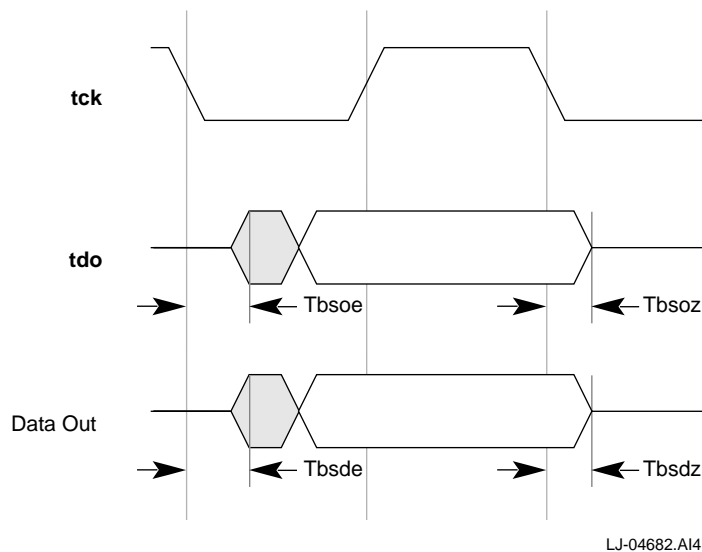 tck
tdo
Tbsoe
Tbsoz
Data Out
Tbsde
Tbsdz
LJ-04682.AI4